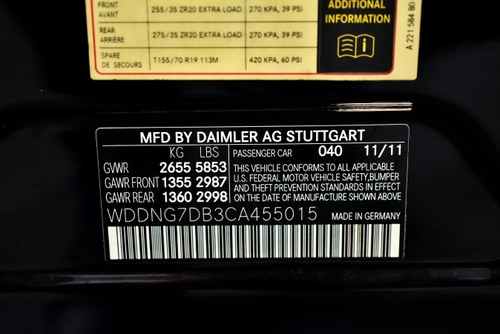 FRONT AVANT 255/35 ZR20 EXTRA LOAD 270 KPA, 39 PSI
REAR ARRIÈRE 275/35 ZR20 EXTRA LOAD 270 KPA, 39 PSI
SPARE DE SECOURS T155/70 R19 113M 420 KPA, 60 PSI
ADDITIONAL
INFORMATION
A 221 584 80
MFD BY DAIMLER AG STUTTGART
KG LBS
GVWR 2655 5853
GAWR FRONT 1355 2987
GAWR REAR 1360 2998
PASSENGER CAR 040 11/11
THIS VEHICLE CONFORMS TO ALL APPLICABLE
U.S. FEDERAL MOTOR VEHICLE SAFETY,BUMPER
AND THEFT PREVENTION STANDARDS IN EFFECT
ON THE DATE OF MANUFACTURE SHOWN ABOVE
WDDNG7DB3CA455015 MADE IN GERMANY